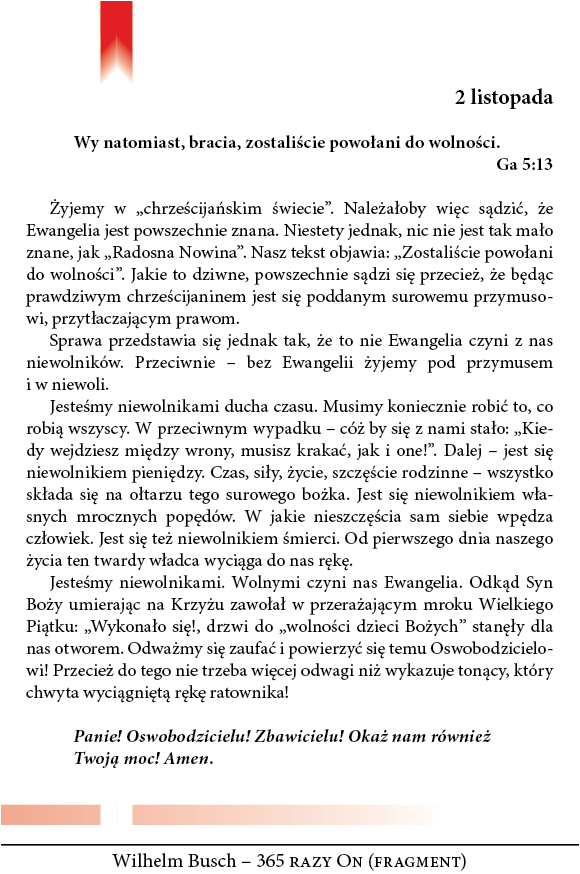 2 listopada
Wy natomiast, bracia, zostaliście powołani do wolności.
Ga 5:13
Żyjemy w „chrześcijańskim świecie”. Należałoby więc sądzić, że
Ewangelia jest powszechnie znana. Niestety jednak, nic nie jest tak mało
znane, jak „Radosna Nowina”. Nasz tekst objawia: „Zostaliście powołani
do wolności”. Jakie to dziwne, powszechnie sądzi się przecież, że będąc
prawdziwym chrześcijaninem jest się poddanym surowemu przymuso-
wi, przytłaczającym prawom.
Sprawa przedstawia się jednak tak, że to nie Ewangelia czyni z nas
niewolników. Przeciwnie – bez Ewangelii żyjemy pod przymusem
i w niewoli.
Jesteśmy niewolnikami ducha czasu. Musimy koniecznie robić to, co
robią wszyscy. W przeciwnym wypadku – cóż by się z nami stało: „Kie-
dy wejdziesz między wrony, musisz krakać, jak i one!”. Dalej – jest się
niewolnikiem pieniędzy. Czas, siły, życie, szczęście rodzinne – wszystko
składa się na ołtarzu tego surowego bożka. Jest się niewolnikiem wła-
snych mrocznych popędów. W jakie nieszczęścia sam siebie wpędza
człowiek. Jest się też niewolnikiem śmierci. Od pierwszego dnia naszego
życia ten twardy władca wyciąga do nas rękę.
Jesteśmy niewolnikami. Wolnymi czyni nas Ewangelia. Odkąd Syn
Boży umierając na Krzyżu zawołał w przerażającym mroku Wielkiego
Piątku: „Wykonało się!, drzwi do „wolności dzieci Bożych” stanęły dla
nas otworem. Odważmy się zaufać i powierzyć się temu Oswobodzicielo-
wi! Przecież do tego nie trzeba więcej odwagi niż wykazuje tonący, który
chwyta wyciągniętą rękę ratownika!
Panie! Oswobodzicielu! Zbawicielu! Okaż nam również
Twoją moc! Amen.
Wilhelm Busch – 365 RAZY ON (FRAGMENT)